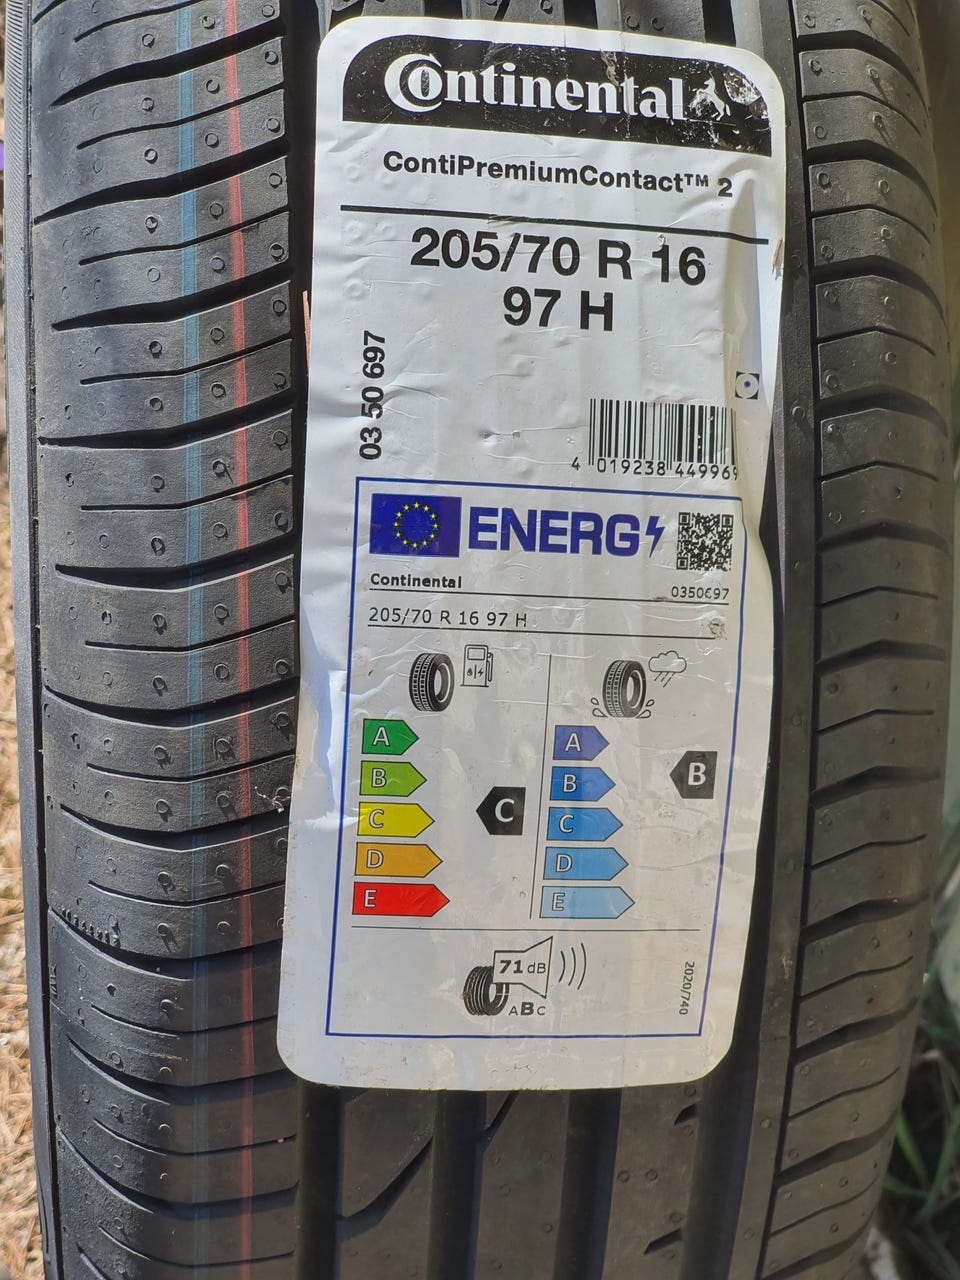 Continental
ContiPremiumContact™ 2
205/70 R 16
97 H
03 50 697
4 019238 449969
ENERG
Continental
0350697
205/70 R 16 97 H
A
B
C
D
E
C
A
B
C
D
E
B
71 dB
ABC
2020/740